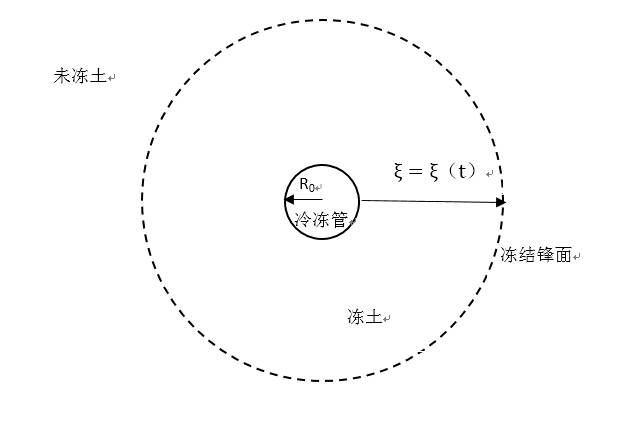 未冻土
ξ = ξ（t）
R₀
冷冻管
冻结锋面
冻土